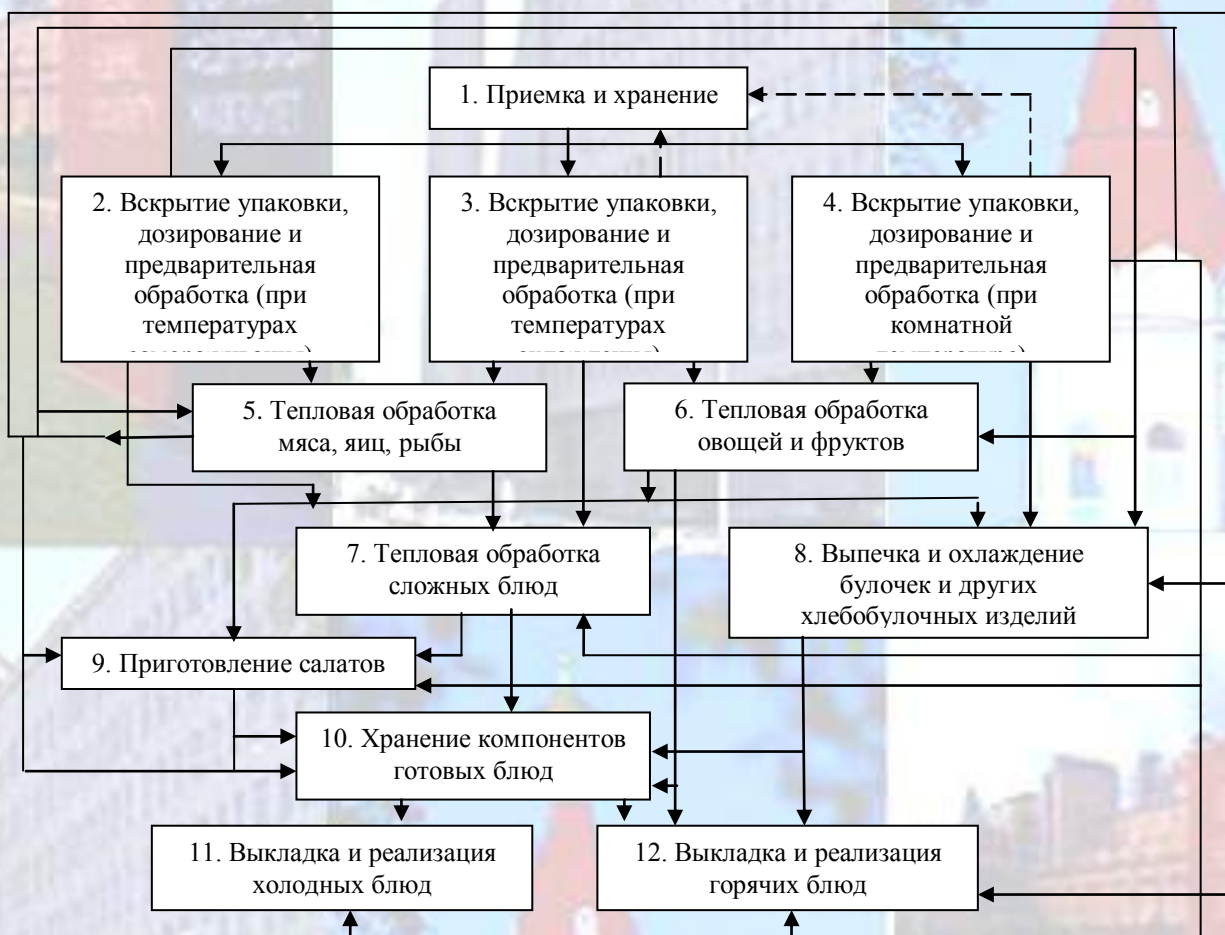 1. Приемка и хранение
2. Вскрытие упаковки,
дозирование и
предварительная
обработка (при
температурах
3. Вскрытие упаковки,
дозирование и
предварительная
обработка (при
температурах
4. Вскрытие упаковки,
дозирование и
предварительная
обработка (при
комнатной
температуре)
5. Тепловая обработка
мяса, яиц, рыбы
6. Тепловая обработка
овощей и фруктов
7. Тепловая обработка
сложных блюд
8. Выпечка и охлаждение
булочек и других
хлебобулочных изделий
9. Приготовление салатов
10. Хранение компонентов
готовых блюд
11. Выкладка и реализация
холодных блюд
12. Выкладка и реализация
горячих блюд